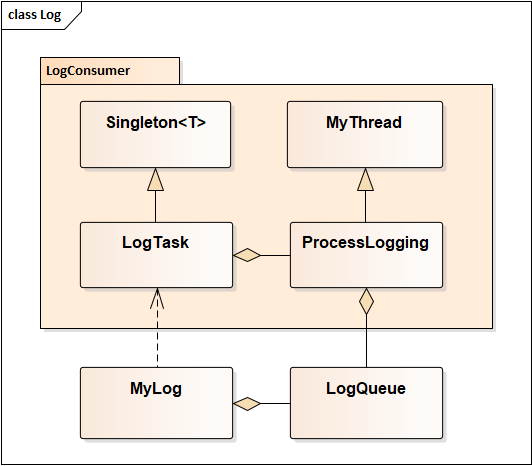 class Log
LogConsumer
Singleton<T>
MyThread
LogTask
ProcessLogging
MyLog
LogQueue